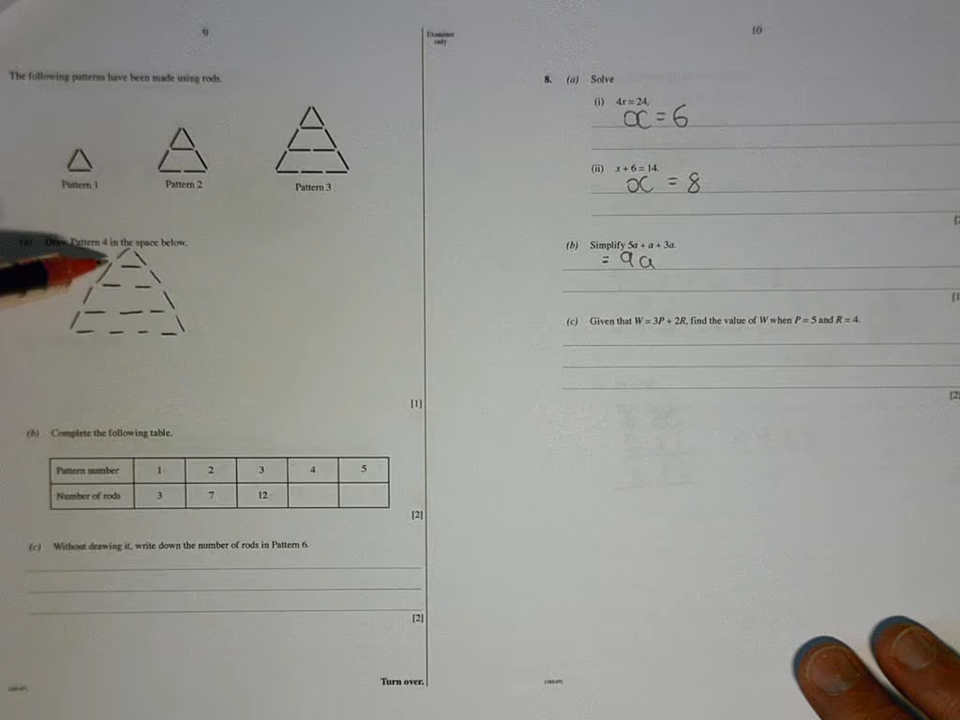 9
Examiner
only
The following patterns have been made using rods.
Pattern 1
Pattern 2
Pattern 3
Draw Pattern 4 in the space below.
[1]
(b) Complete the following table.
Pattern number 1 2 3 4 5
Number of rods 3 7 12
[2]
(c) Without drawing it, write down the number of rods in Pattern 6.
[2]
Turn over.
10
8. (a) Solve
(i) 4x = 24,
x = 6
(ii) x + 6 = 14.
x = 8
(b) Simplify 5a + a + 3a.
= 9a
[1
(c) Given that W = 3P + 2R, find the value of W when P = 5 and R = 4.
[2]